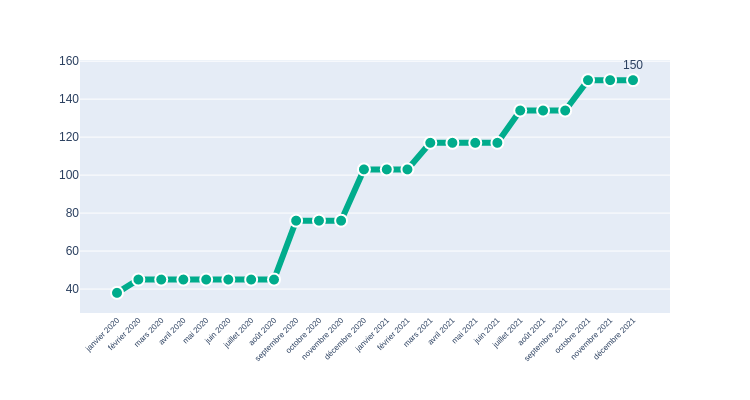 160
150
140
120
100
80
60
40
janvier 2020
février 2020
mars 2020
avril 2020
mai 2020
juin 2020
juillet 2020
août 2020
septembre 2020
octobre 2020
novembre 2020
décembre 2020
janvier 2021
février 2021
mars 2021
avril 2021
mai 2021
juin 2021
juillet 2021
août 2021
septembre 2021
octobre 2021
novembre 2021
décembre 2021